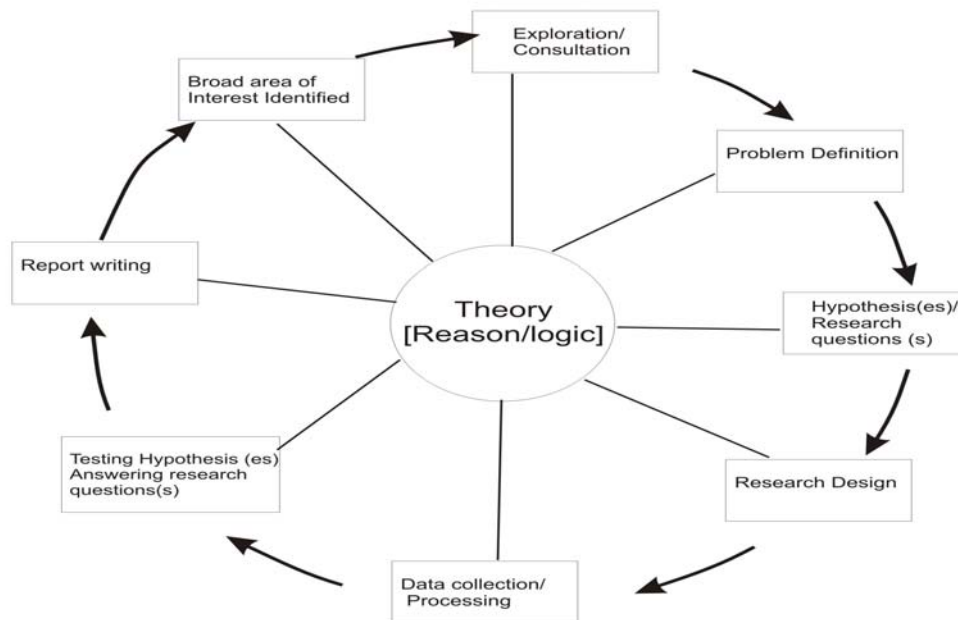 Exploration/
Consultation
Broad area of
Interest Identified
Problem Definition
Report writing
Theory
[Reason/logic]
Hypothesis(es)/
Research
questions (s)
Testing Hypothesis (es)
Answering research
questions(s)
Research Design
Data collection/
Processing